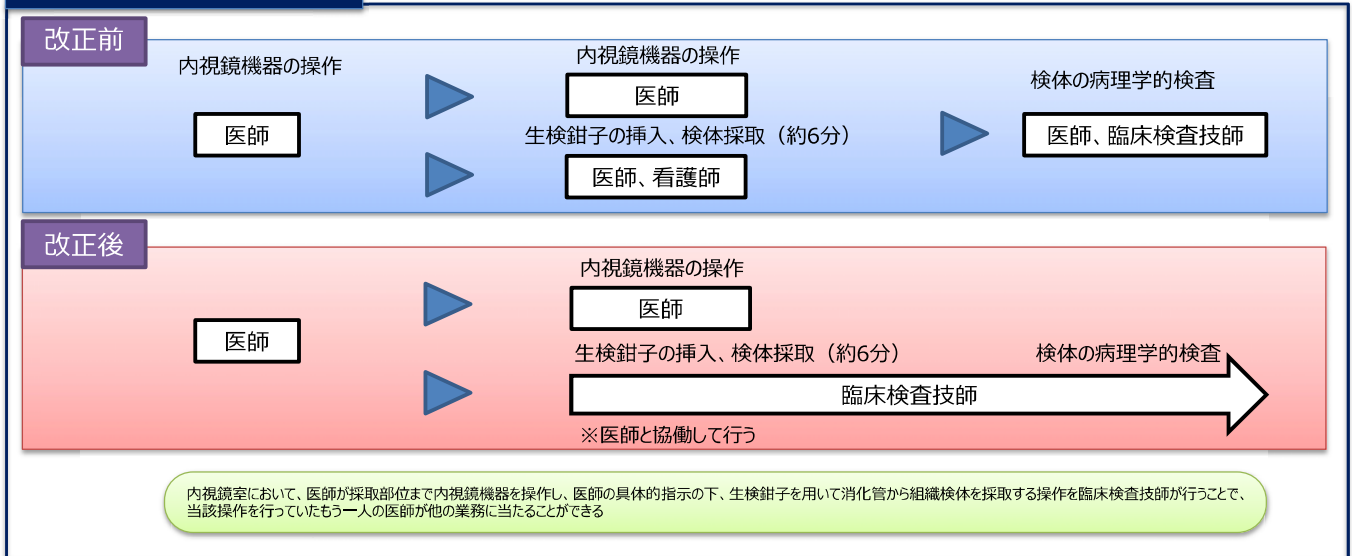 改正前
内視鏡機器の操作
医師
内視鏡機器の操作
医師
生検鉗子の挿入、検体採取（約6分）
医師、看護師
検体の病理学的検査
医師、臨床検査技師
改正後
医師
内視鏡機器の操作
医師
生検鉗子の挿入、検体採取（約6分）
検体の病理学的検査
臨床検査技師
※医師と協働して行う
内視鏡室において、医師が採取部位まで内視鏡機器を操作し、医師の具体的指示の下、生検鉗子を用いて消化管から組織検体を採取する操作を臨床検査技師が行うことで、
当該操作を行っていたもう一人の医師が他の業務に当たることができる